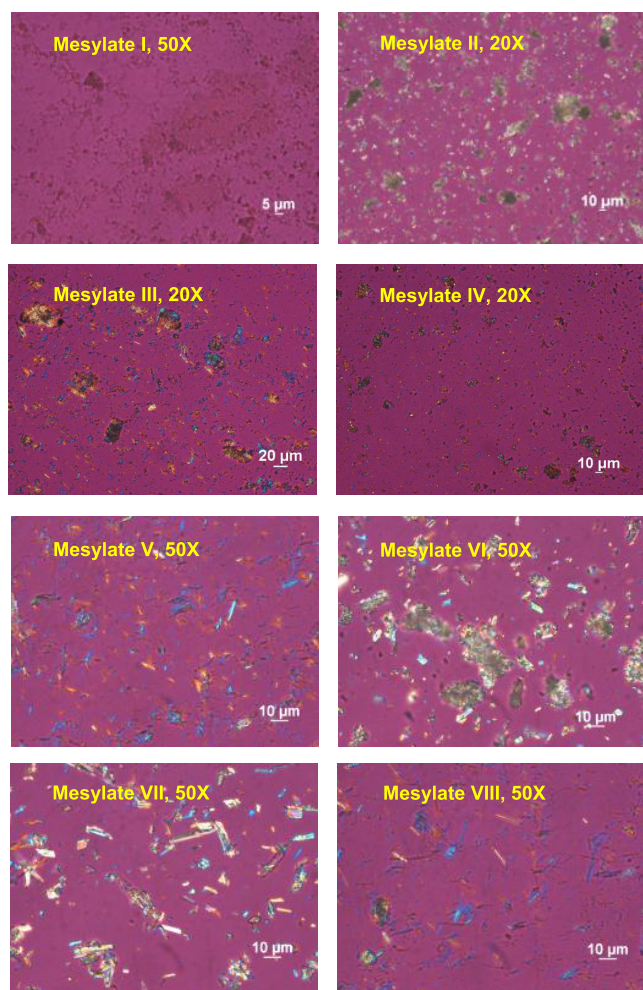 Mesylate I, 50X
5 µm
Mesylate II, 20X
10 µm
Mesylate III, 20X
20 µm
Mesylate IV, 20X
10 µm
Mesylate V, 50X
10 µm
Mesylate VI, 50X
10 µm
Mesylate VII, 50X
10 µm
Mesylate VIII, 50X
10 µm